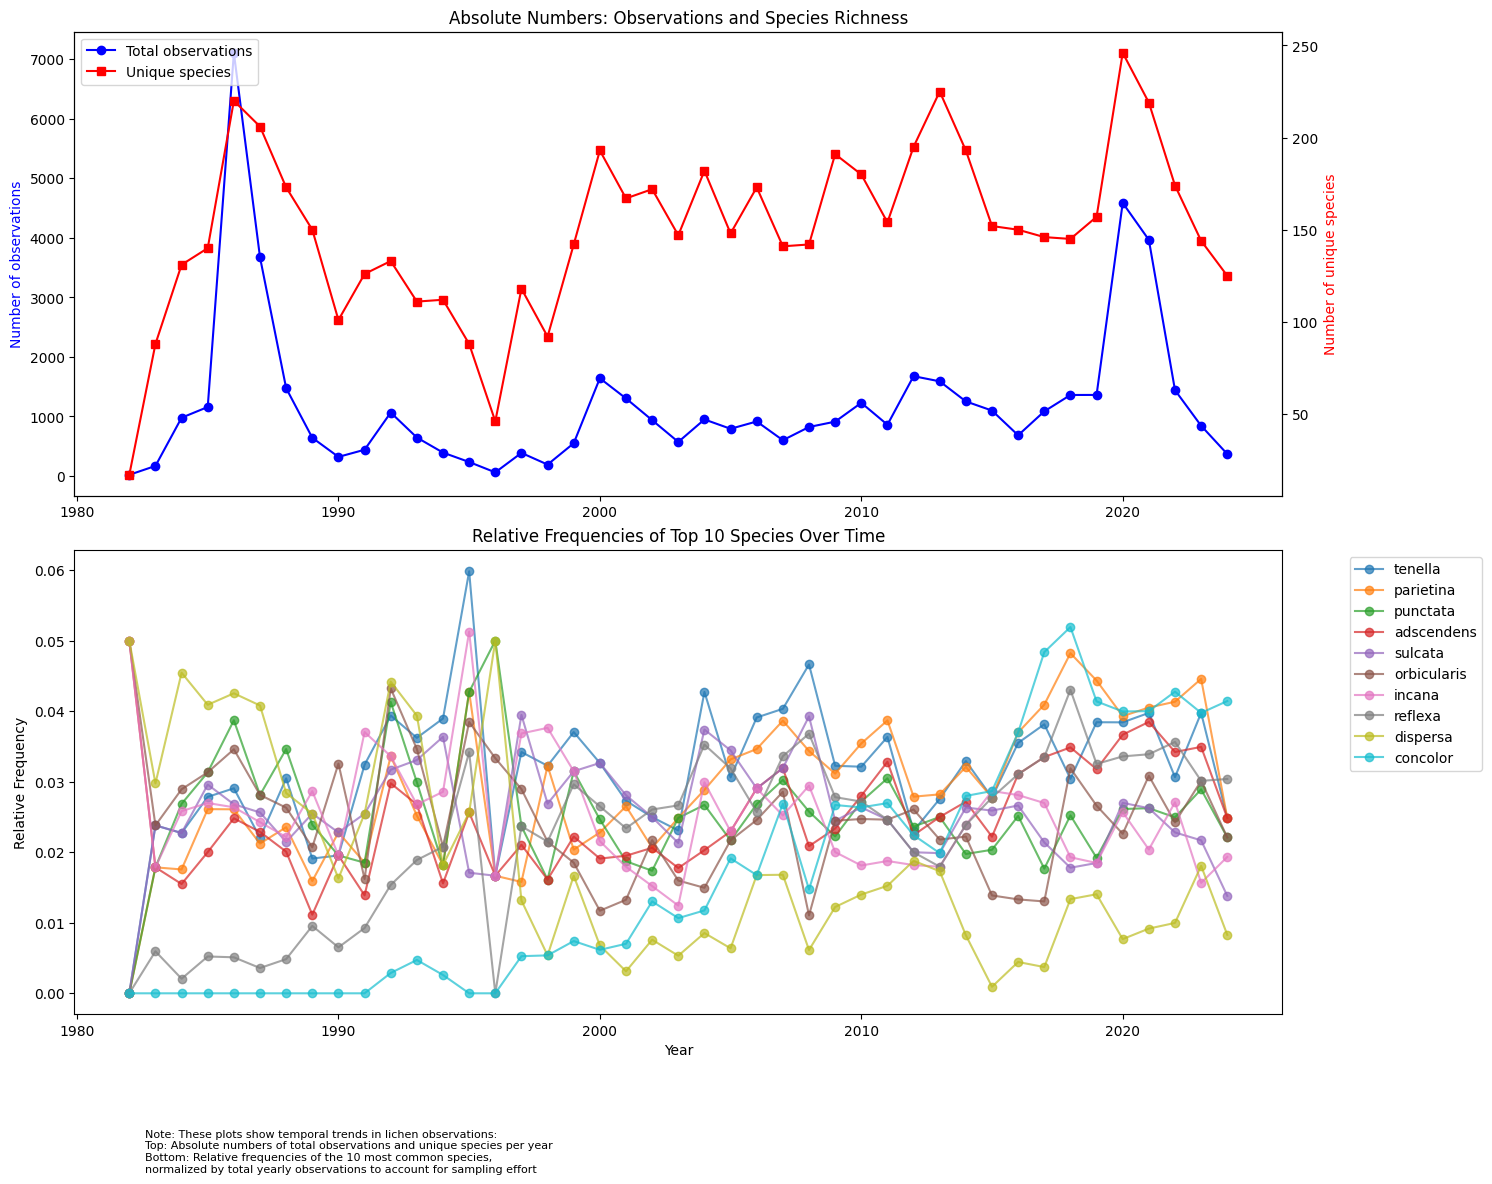 Absolute Numbers: Observations and Species Richness
Total observations
Unique species
7000
6000
5000
4000
3000
2000
1000
0
Number of observations
250
200
150
100
50
Number of unique species
1980 1990 2000 2010 2020
Relative Frequencies of Top 10 Species Over Time
0.06
0.05
0.04
0.03
0.02
0.01
0.00
Relative Frequency
1980 1990 2000 2010 2020
Year
tenella
parietina
punctata
adscendens
sulcata
orbicularis
incana
reflexa
dispersa
concolor
Note: These plots show temporal trends in lichen observations:
Top: Absolute numbers of total observations and unique species per year
Bottom: Relative frequencies of the 10 most common species,
normalized by total yearly observations to account for sampling effort